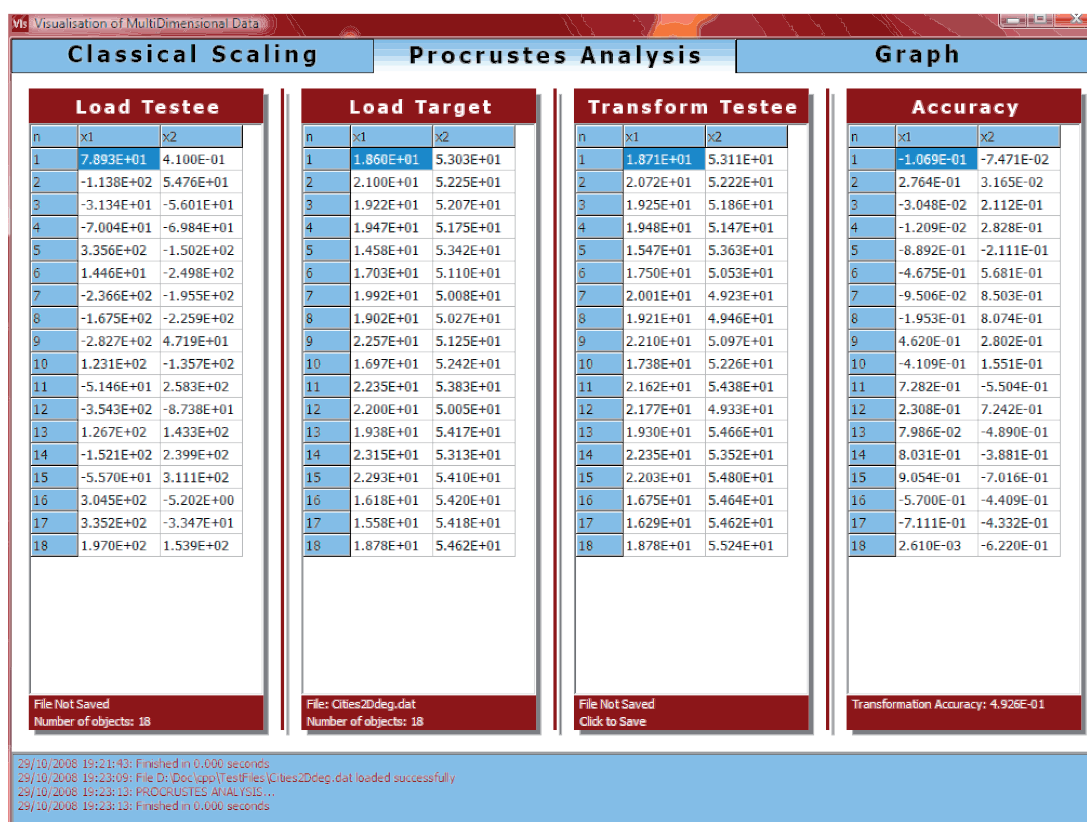 Vis Visualisation of MultiDimensional Data
Classical Scaling Procrustes Analysis Graph
Load Testee Load Target Transform Testee Accuracy
n x1 x2 n x1 x2 n x1 x2 n x1 x2
1 7.893E+01 4.100E-01 1 1.860E+01 5.303E+01 1 1.871E+01 5.311E+01 1 -1.069E-01 -7.471E-02
2 -1.138E+02 5.476E+01 2 2.100E+01 5.225E+01 2 2.072E+01 5.222E+01 2 2.764E-01 3.165E-02
3 -3.134E+01 -5.601E+01 3 1.922E+01 5.207E+01 3 1.925E+01 5.186E+01 3 -3.048E-02 2.112E-01
4 -7.004E+01 -6.984E+01 4 1.947E+01 5.175E+01 4 1.948E+01 5.147E+01 4 -1.209E-02 2.828E-01
5 3.356E+02 -1.502E+02 5 1.458E+01 5.342E+01 5 1.547E+01 5.363E+01 5 -8.892E-01 -2.111E-01
6 1.446E+01 -2.498E+02 6 1.703E+01 5.110E+01 6 1.750E+01 5.053E+01 6 -4.675E-01 5.681E-01
7 -2.366E+02 -1.955E+02 7 1.992E+01 5.008E+01 7 2.001E+01 4.923E+01 7 -9.506E-02 8.503E-01
8 -1.675E+02 -2.259E+02 8 1.902E+01 5.027E+01 8 1.921E+01 4.946E+01 8 -1.953E-01 8.074E-01
9 -2.827E+02 4.719E+01 9 2.257E+01 5.125E+01 9 2.210E+01 5.097E+01 9 4.620E-01 2.802E-01
10 1.231E+02 -1.357E+02 10 1.697E+01 5.242E+01 10 1.738E+01 5.226E+01 10 -4.109E-01 1.551E-01
11 -5.146E+01 2.583E+02 11 2.235E+01 5.383E+01 11 2.162E+01 5.438E+01 11 7.282E-01 -5.504E-01
12 -3.543E+02 -8.738E+01 12 2.200E+01 5.005E+01 12 2.177E+01 4.933E+01 12 2.308E-01 7.242E-01
13 1.267E+02 1.433E+02 13 1.938E+01 5.417E+01 13 1.930E+01 5.466E+01 13 7.986E-02 -4.890E-01
14 -1.521E+02 2.399E+02 14 2.315E+01 5.313E+01 14 2.235E+01 5.352E+01 14 8.031E-01 -3.881E-01
15 -5.570E+01 3.111E+02 15 2.293E+01 5.410E+01 15 2.203E+01 5.480E+01 15 9.054E-01 -7.016E-01
16 3.045E+02 -5.202E+00 16 1.618E+01 5.420E+01 16 1.675E+01 5.464E+01 16 -5.700E-01 -4.409E-01
17 3.352E+02 -3.347E+01 17 1.558E+01 5.418E+01 17 1.629E+01 5.462E+01 17 -7.111E-01 -4.332E-01
18 1.970E+02 1.539E+02 18 1.878E+01 5.462E+01 18 1.878E+01 5.524E+01 18 2.610E-03 -6.220E-01
File Not Saved File: Cities2Ddeg.dat File Not Saved Transformation Accuracy: 4.926E-01
Number of objects: 18 Number of objects: 18 Click to Save
29/10/2008 19:21:43: Finished in 0.000 seconds
29/10/2008 19:23:09: File D:\Doc\cpp\TestFiles\Cities2Ddeg.dat loaded successfully
29/10/2008 19:23:13: PROCRUSTES ANALYSIS...
29/10/2008 19:23:13: Finished in 0.000 seconds